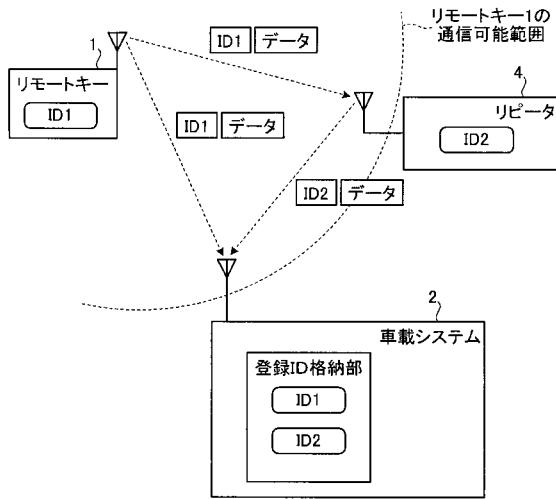 リモートキー1の
通信可能範囲
1
ID1 データ
4
リモートキー
ID1
リピータ
ID2
ID1 データ
ID2 データ
2
車載システム
登録ID格納部
ID1
ID2